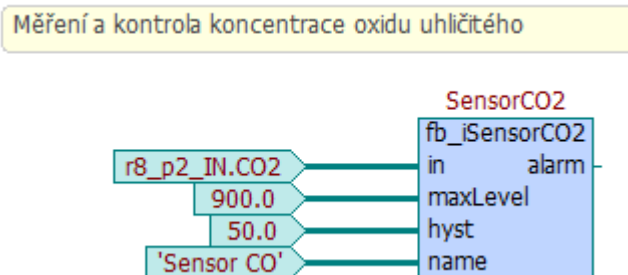 Měření a kontrola koncentrace oxidu uhličitého
SensorCO2
fb_iSensorCO2
r8_p2_IN.CO2 in alarm
900.0 maxLevel
50.0 hyst
'Sensor CO' name